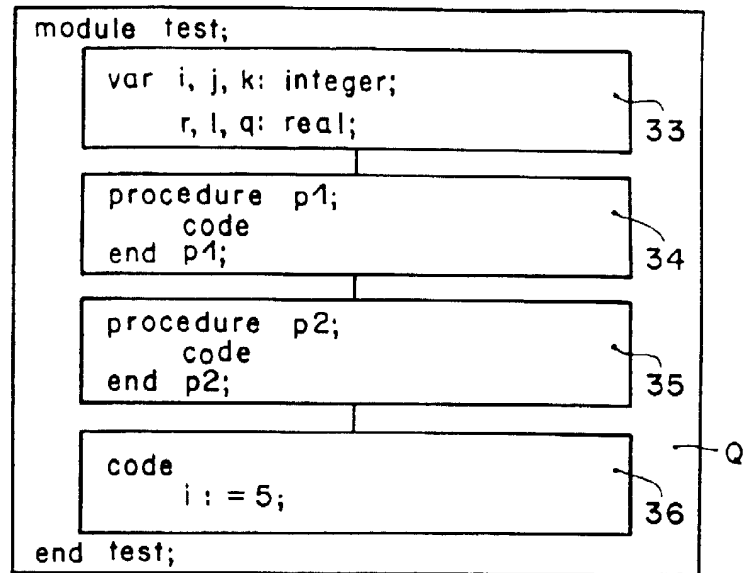 module test;
var i, j, k: integer;
r, l, q: real;
33
procedure p1;
code
end p1;
34
procedure p2;
code
end p2;
35
Q
code
i := 5;
36
end test;